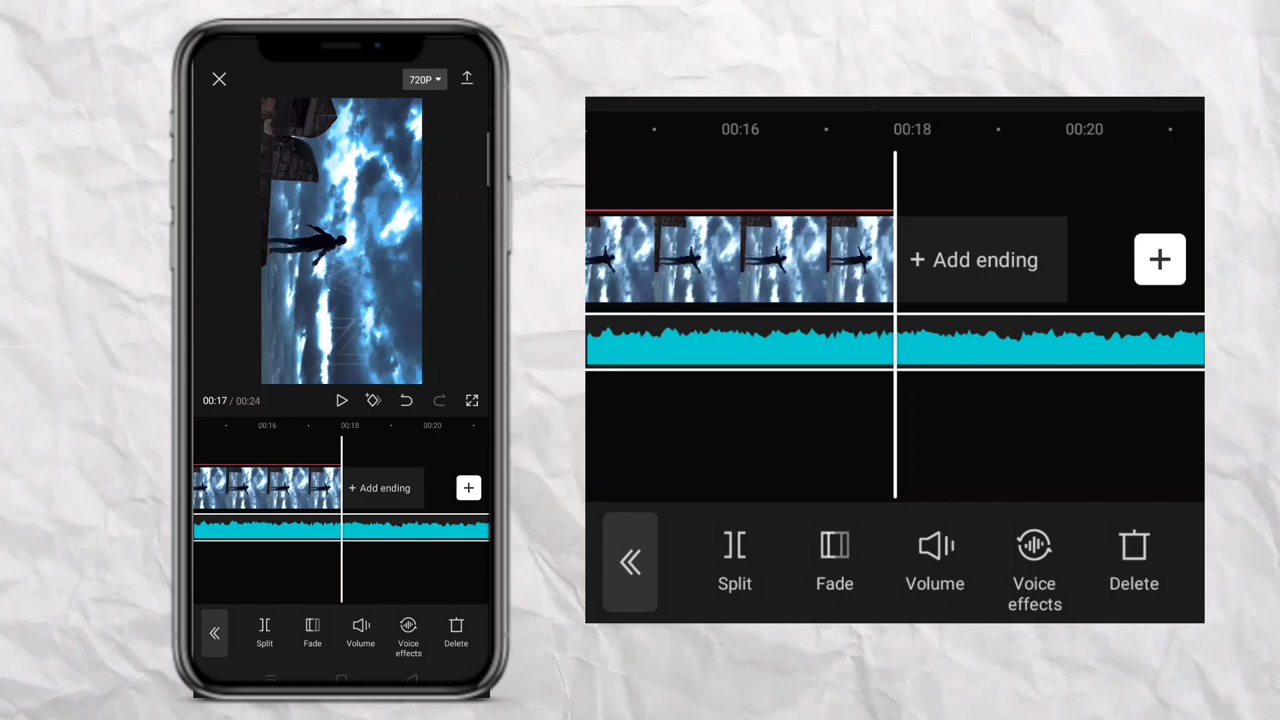 720P
00:17 / 00:24
00:16
00:18
00:20
+ Add ending
Split
Fade
Volume
Voice
effects
Delete
00:16
00:18
00:20
+ Add ending
Split
Fade
Volume
Voice
effects
Delete